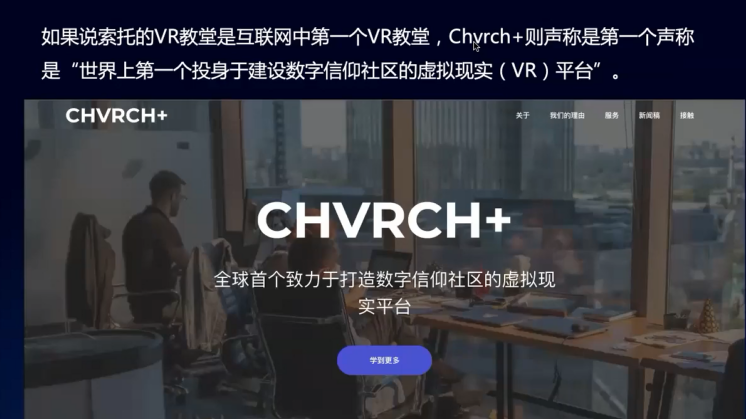 如果说索托的VR教堂是互联网中第一个VR教堂，Chvrch+则声称是第一个声称
是“世界上第一个投身于建设数字信仰社区的虚拟现实（VR）平台”。
CHVRCH+
关于 我们的理由 服务 新闻稿 接触
CHVRCH+
全球首个致力于打造数字信仰社区的虚拟现
实平台
学到更多